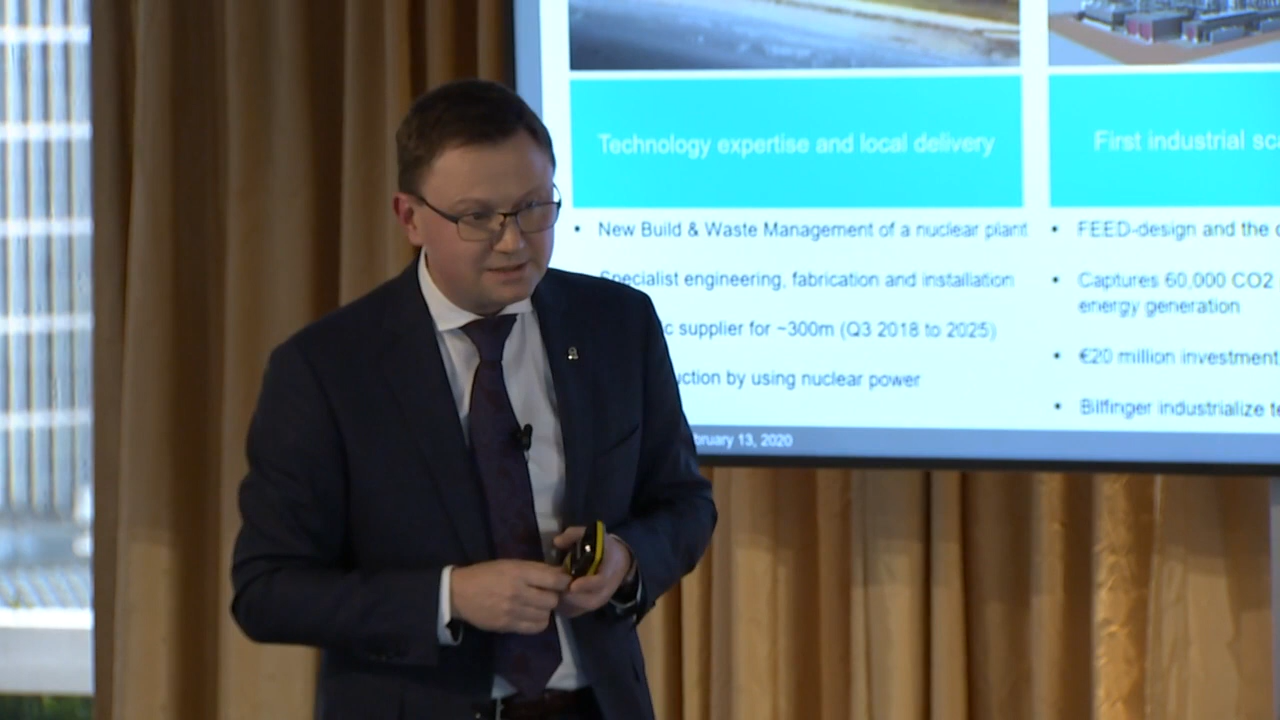 Technology expertise and local delivery
• New Build & Waste Management of a nuclear plant
Specialist engineering, fabrication and installation
c supplier for ~300m (Q3 2018 to 2025)
uction by using nuclear power
First industrial sca
• FEED-design and the
• Captures 60,000 CO2
energy generation
• €20 million investment
• Bilfinger industrialize te
bruary 13, 2020